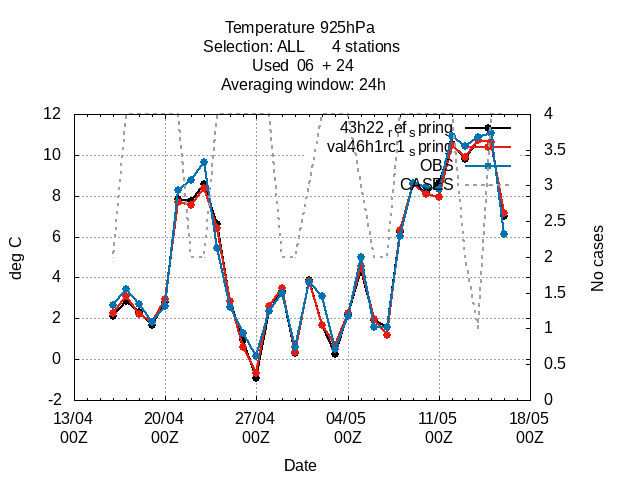 Temperature 925hPa
Selection: ALL 4 stations
Used 06 + 24
Averaging window: 24h
43h22_ref_spring
val46h1rc1_spring
OBS
CASES
deg C
No cases
12
10
8
6
4
2
0
-2
4
3.5
3
2.5
2
1.5
1
0.5
0
13/04 20/04 27/04 04/05 11/05 18/05
00Z 00Z 00Z 00Z 00Z 00Z
Date